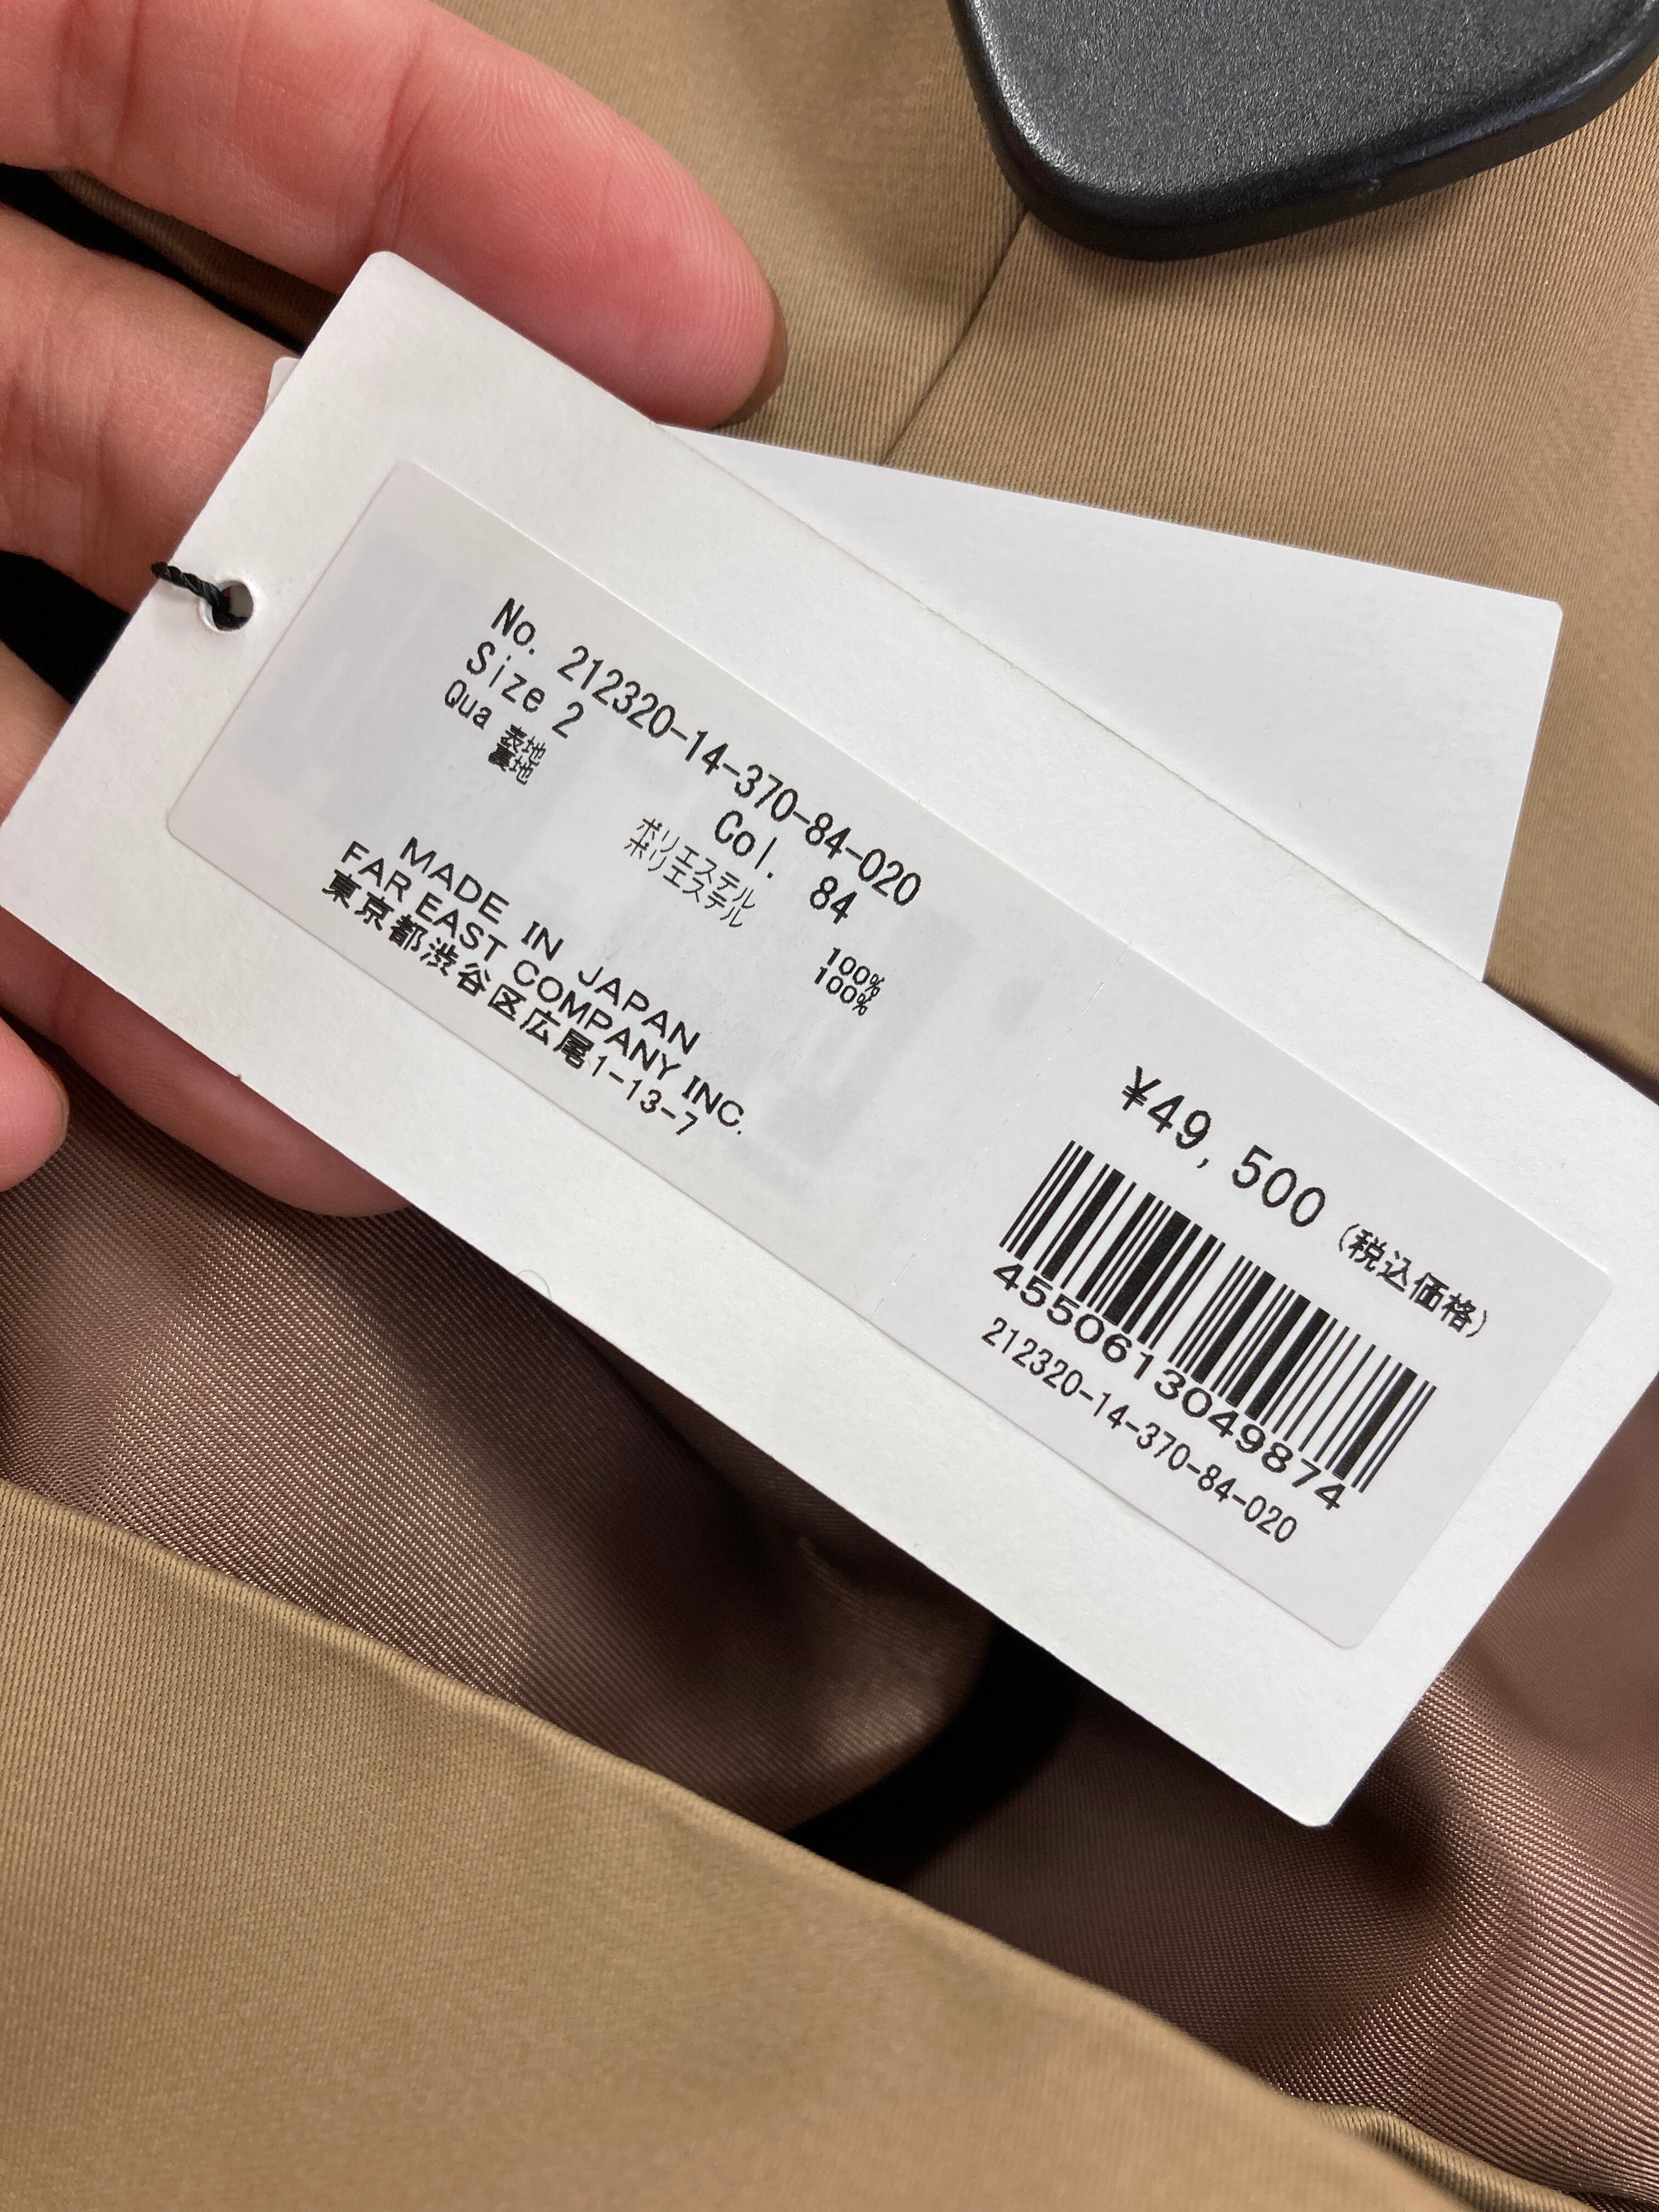 No. 212320-14-370-84-020
Size 2 Col. 84
Qua 表地 ポリエステル 100%
裏地 ポリエステル 100%
MADE IN JAPAN
FAR EAST COMPANY INC.
東京都渋谷区広尾1-13-7
¥49,500 (税込価格)
4550613049874
212320-14-370-84-020